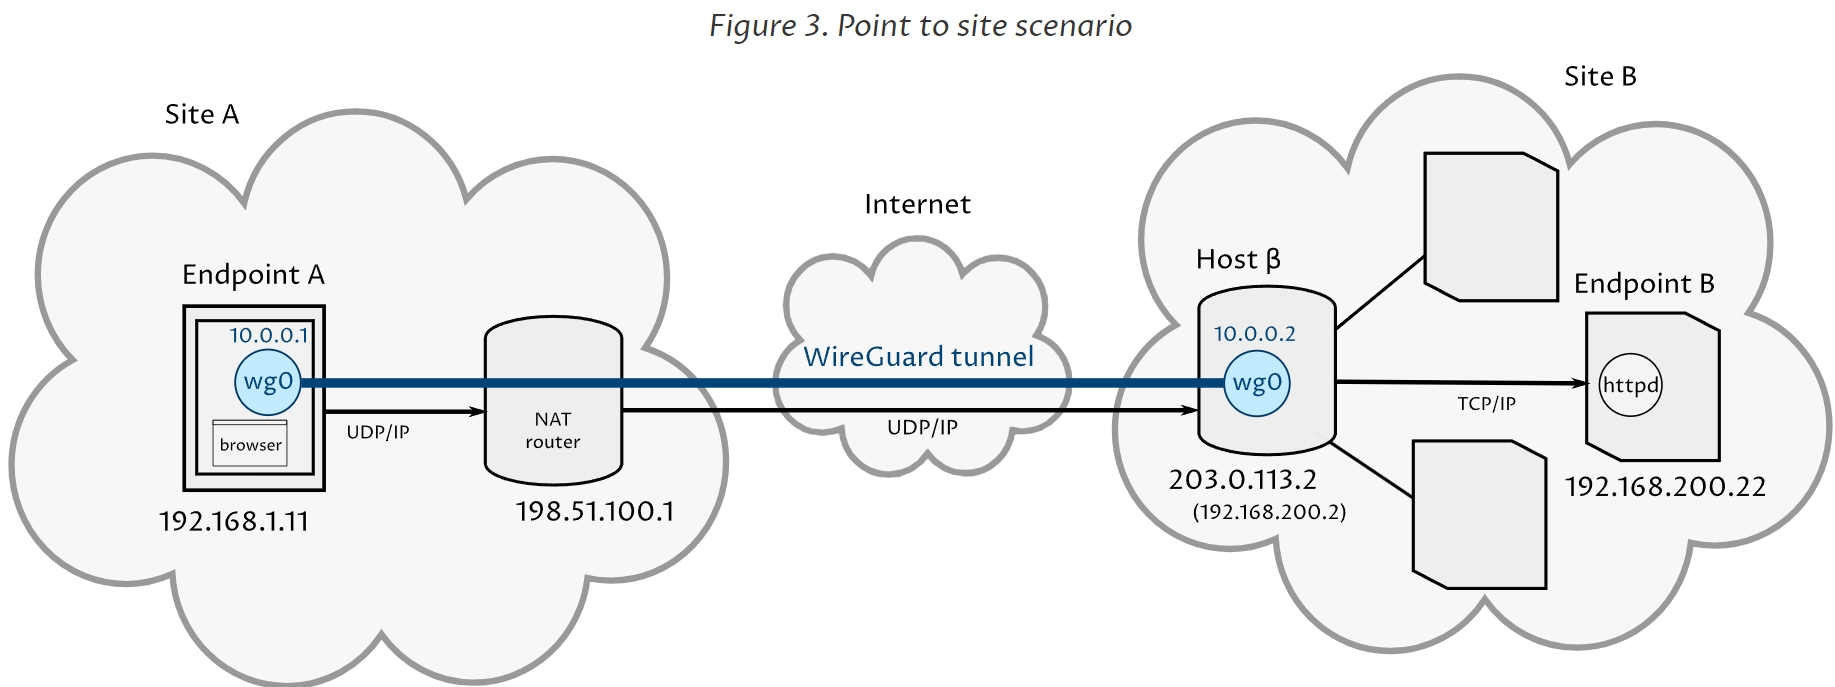 Figure 3. Point to site scenario
Site A
Endpoint A
10.0.0.1
wg0
browser
192.168.1.11
UDP/IP
NAT
router
198.51.100.1
Internet
WireGuard tunnel
UDP/IP
Site B
Host β
10.0.0.2
wg0
203.0.113.2
(192.168.200.2)
TCP/IP
Endpoint B
httpd
192.168.200.22